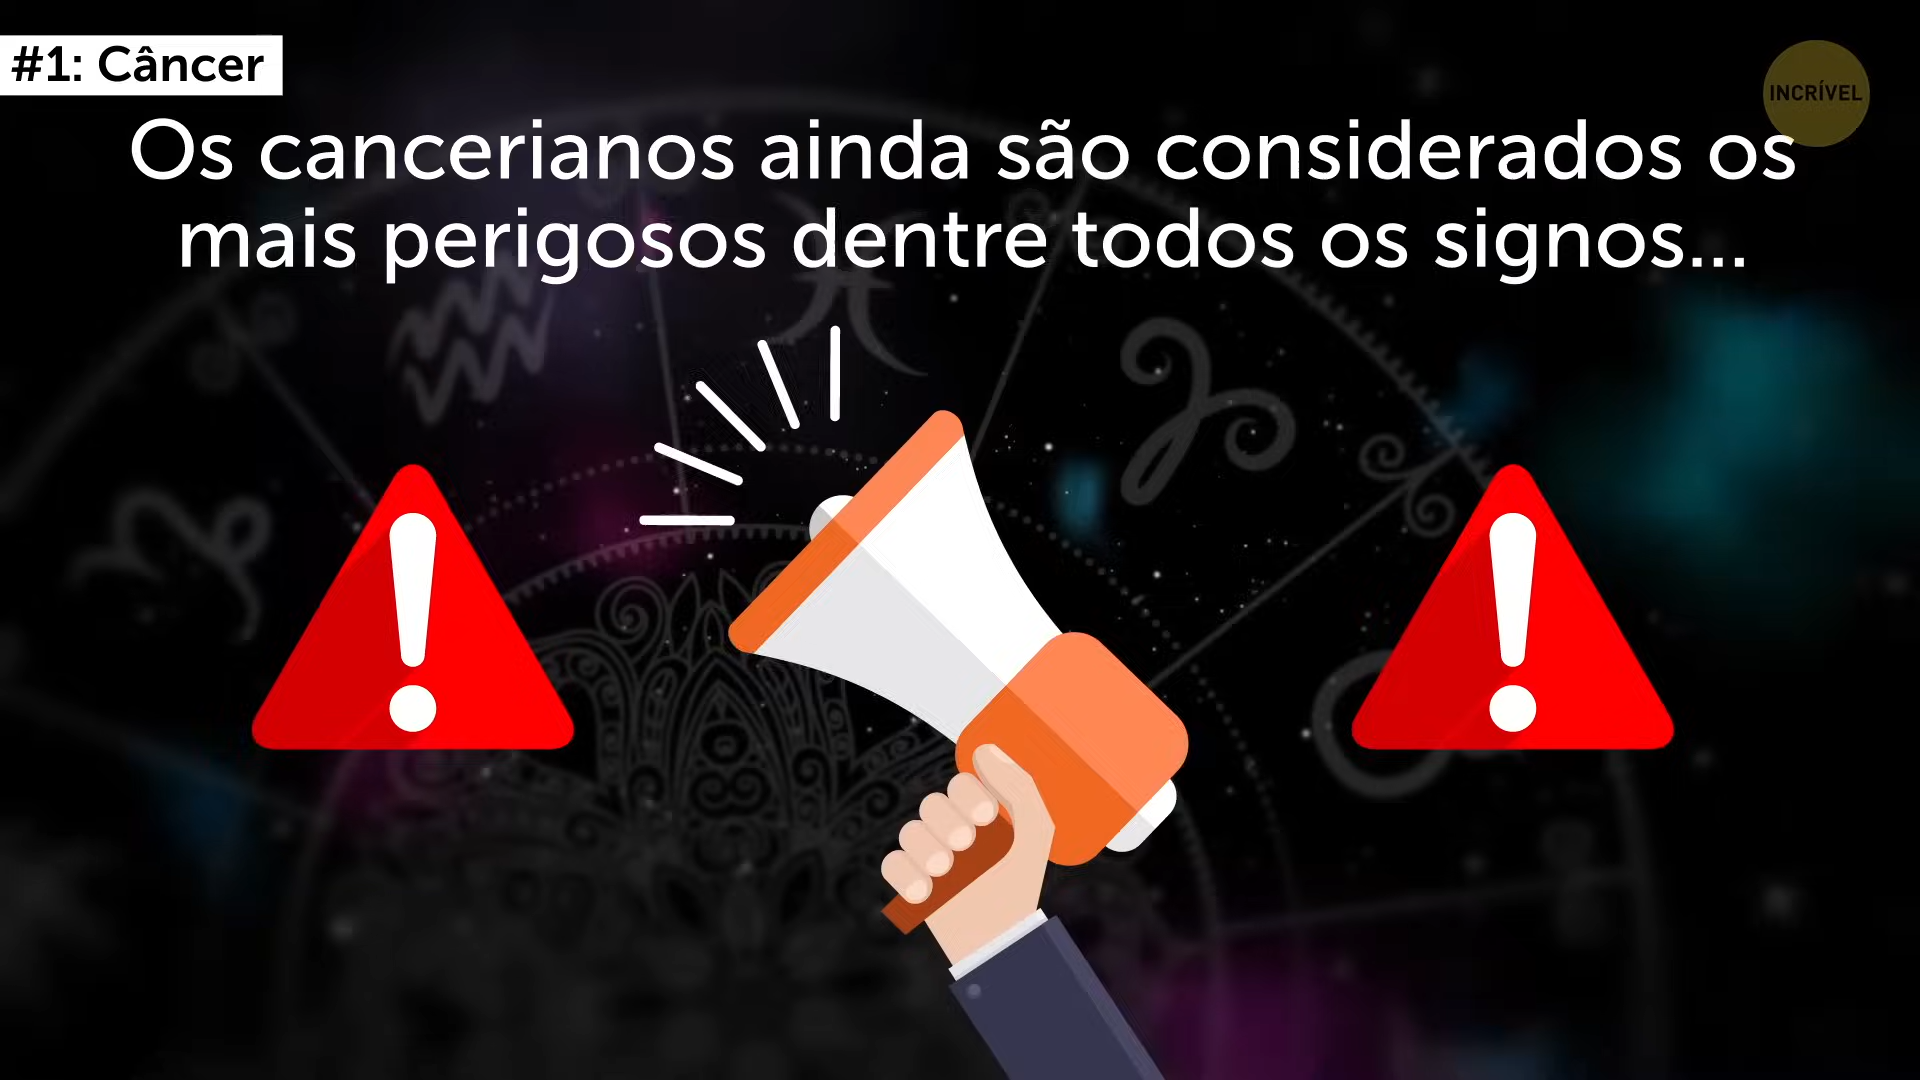 #1: Câncer
INCRÍVEL
Os cancerianos ainda são considerados os
mais perigosos dentre todos os signos...